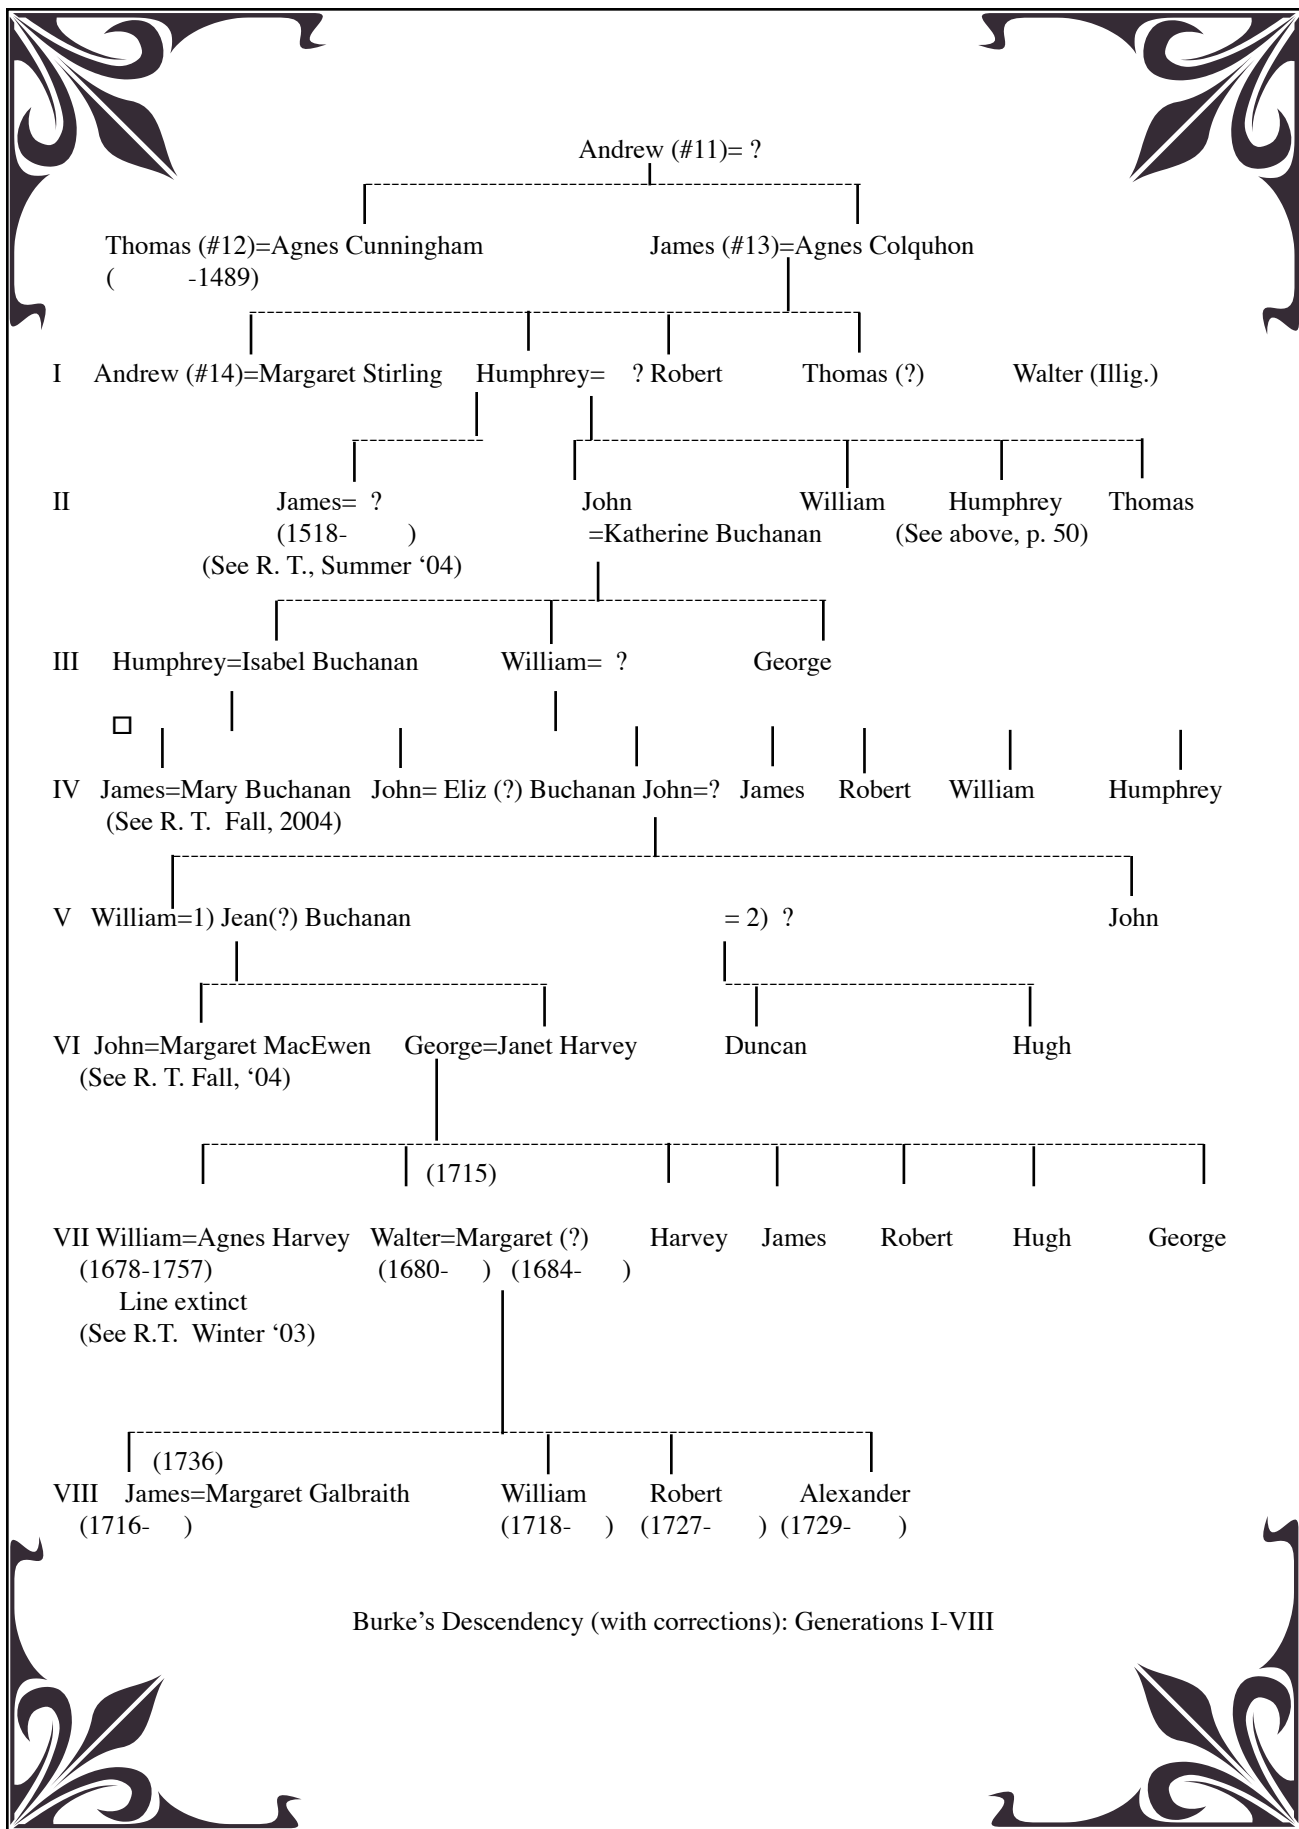 Andrew (#11)= ?
Thomas (#12)=Agnes Cunningham James (#13)=Agnes Colquhon
( -1489)
I Andrew (#14)=Margaret Stirling Humphrey= ? Robert Thomas (?) Walter (Illig.)
II James= ? John William Humphrey Thomas
(1518- ) =Katherine Buchanan (See above, p. 50)
(See R. T., Summer ‘04)
III Humphrey=Isabel Buchanan William= ? George
IV James=Mary Buchanan John= Eliz (?) Buchanan John=? James Robert William Humphrey
(See R. T. Fall, 2004)
V William=1) Jean(?) Buchanan = 2) ? John
VI John=Margaret MacEwen George=Janet Harvey Duncan Hugh
(See R. T. Fall, ‘04)
(1715)
VII William=Agnes Harvey Walter=Margaret (?) Harvey James Robert Hugh George
(1678-1757) (1680- ) (1684- )
Line extinct
(See R.T. Winter ‘03)
(1736)
VIII James=Margaret Galbraith William Robert Alexander
(1716- ) (1718- ) (1727- ) (1729- )
Burke’s Descendency (with corrections): Generations I-VIII